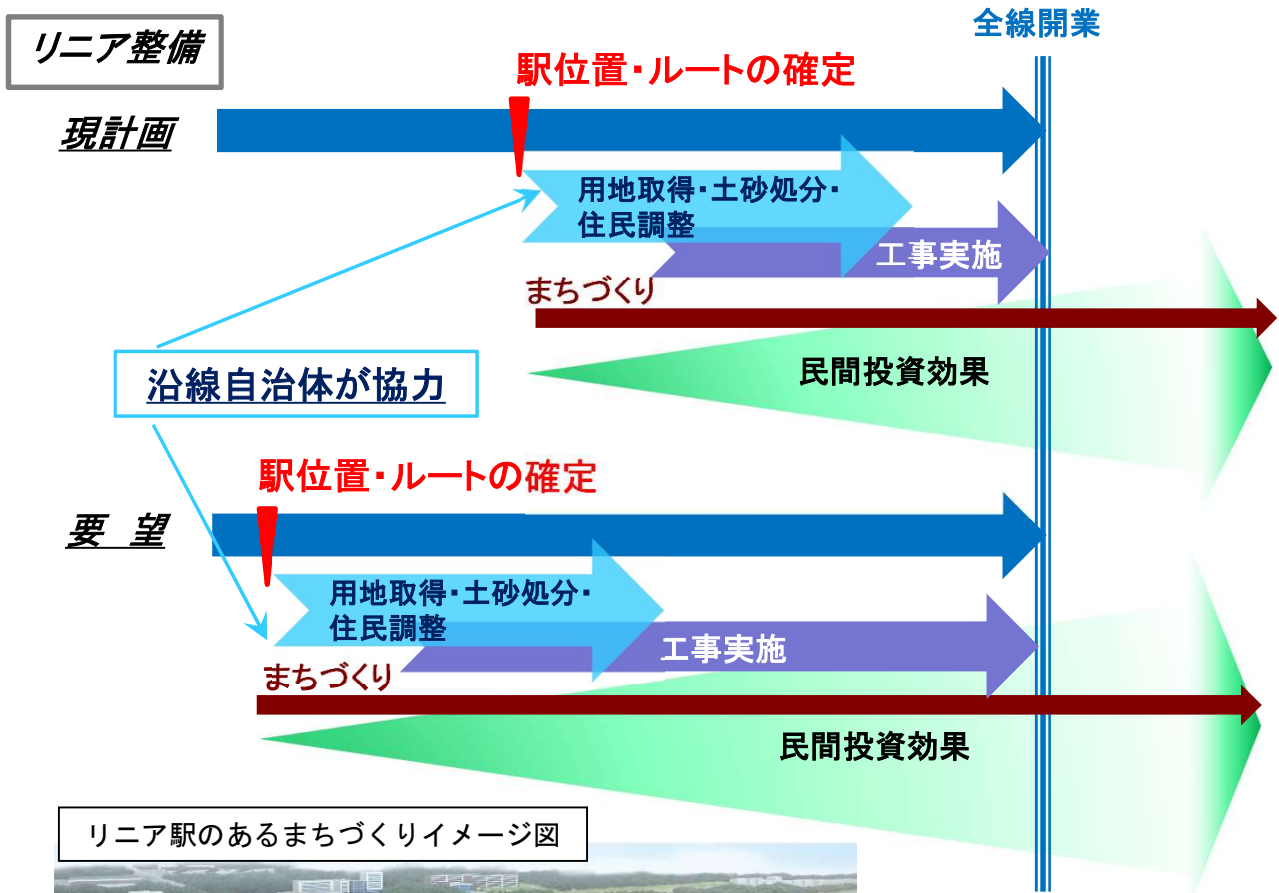 全線開業
リニア整備
駅位置・ルートの確定
現計画
用地取得・土砂処分・
住民調整
工事実施
まちづくり
民間投資効果
沿線自治体が協力
駅位置・ルートの確定
要　望
用地取得・土砂処分・
住民調整
工事実施
まちづくり
民間投資効果
リニア駅のあるまちづくりイメージ図